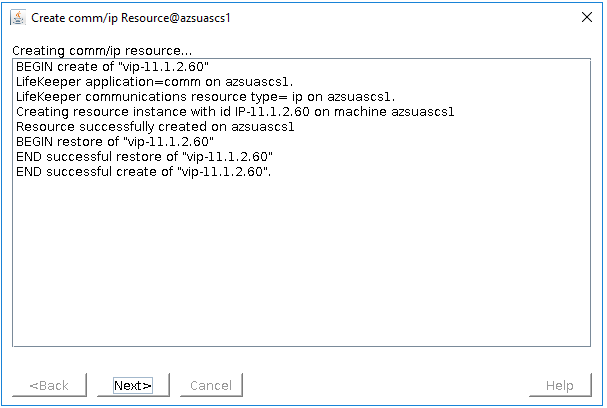 Create comm/ip Resource@azsuascs1
Creating comm/ip resource...
BEGIN create of "vip-11.1.2.60"
LifeKeeper application=comm on azsuascs1.
LifeKeeper communications resource type= ip on azsuascs1.
Creating resource instance with id IP-11.1.2.60 on machine azsuascs1
Resource successfully created on azsuascs1
BEGIN restore of "vip-11.1.2.60"
END successful restore of "vip-11.1.2.60"
END successful create of "vip-11.1.2.60".
<Back Next> Cancel Help